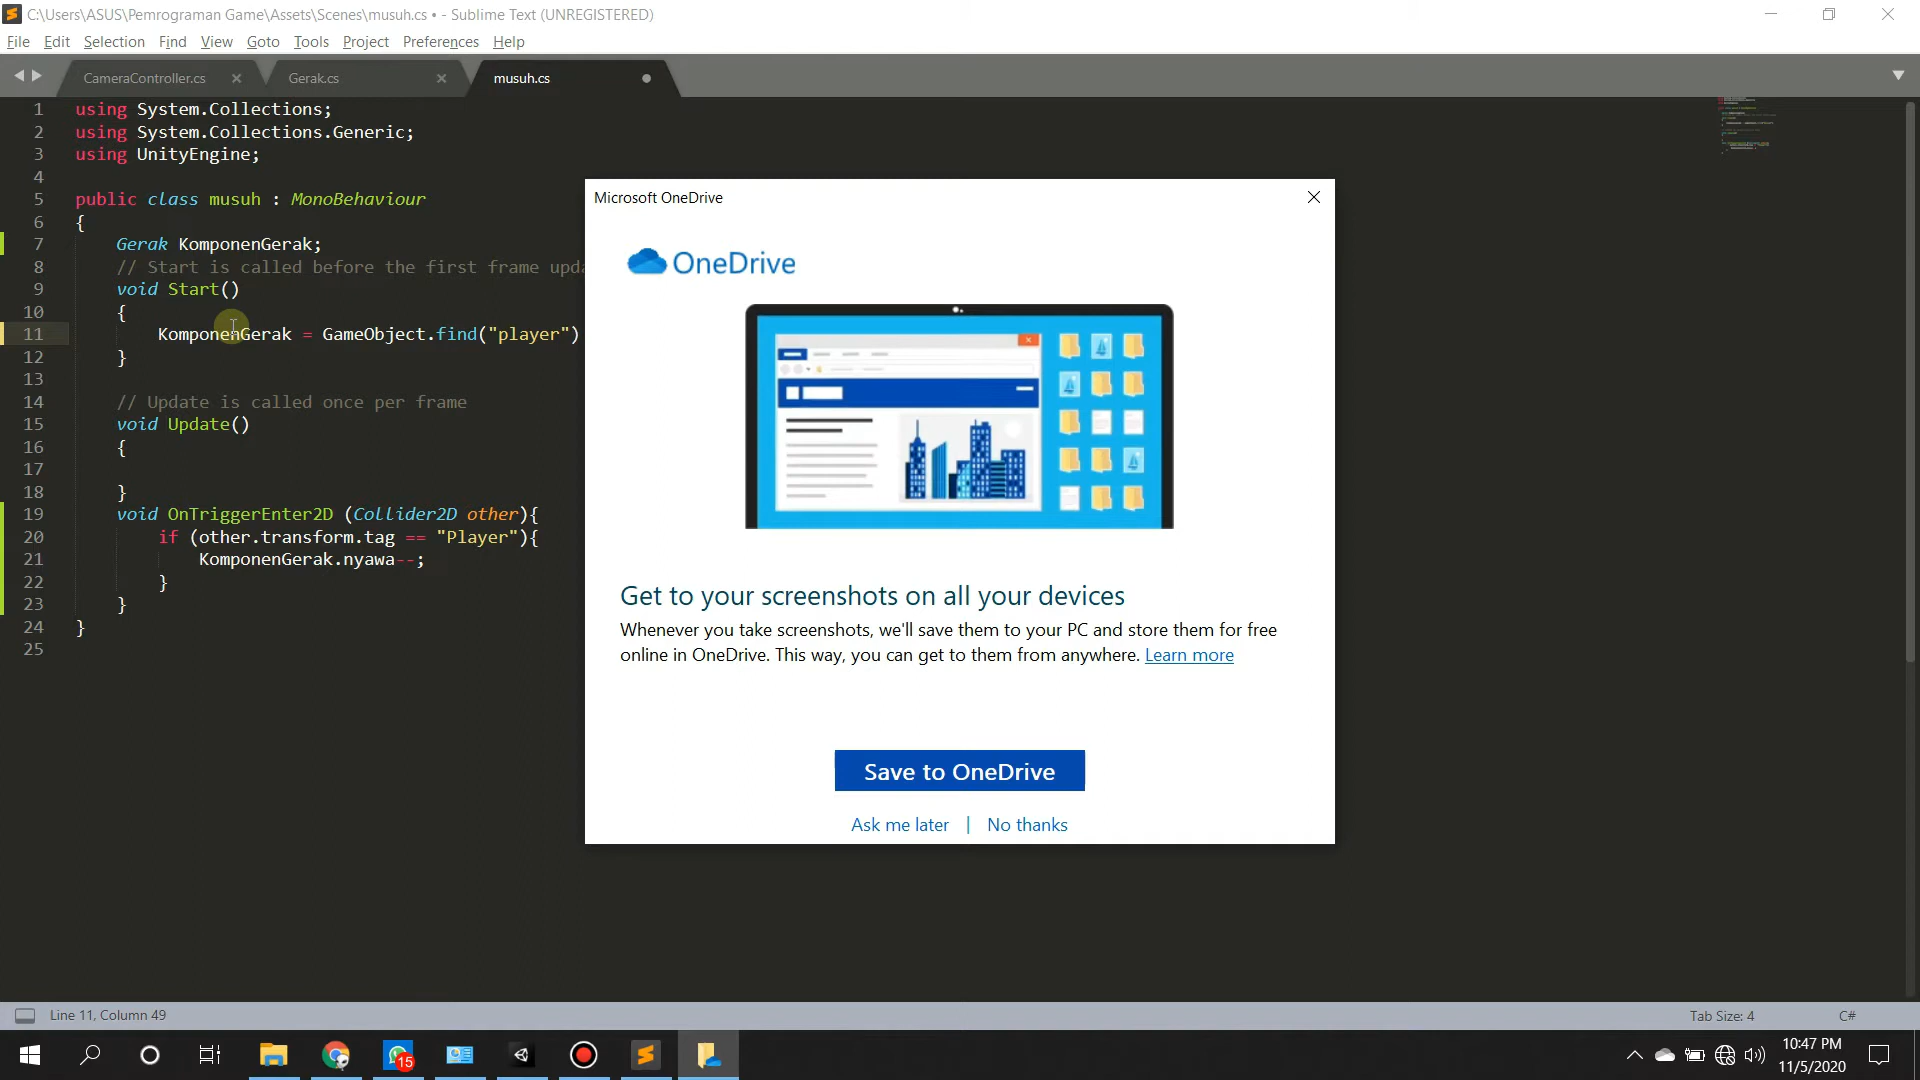 C:\Users\ASUS\Pemrograman Game\Assets\Scenes\musuh.cs • - Sublime Text (UNREGISTERED)
File Edit Selection Find View Goto Tools Project Preferences Help
CameraController.cs Gerak.cs musuh.cs
1 using System.Collections;
2 using System.Collections.Generic;
3 using UnityEngine;
4
5 public class musuh : MonoBehaviour
6 {
7 Gerak KomponenGerak;
8 // Start is called before the first frame upda
9 void Start()
10 {
11 KomponenGerak = GameObject.find("player")
12 }
13
14 // Update is called once per frame
15 void Update()
16 {
17
18 }
19 void OnTriggerEnter2D (Collider2D other){
20 if (other.transform.tag == "Player"){
21 KomponenGerak.nyawa--;
22 }
23 }
24 }
25
Microsoft OneDrive
OneDrive
Get to your screenshots on all your devices
Whenever you take screenshots, we'll save them to your PC and store them for free
online in OneDrive. This way, you can get to them from anywhere. Learn more
Save to OneDrive
Ask me later | No thanks
Line 11, Column 49 Tab Size: 4 C#
15
10:47 PM
11/5/2020